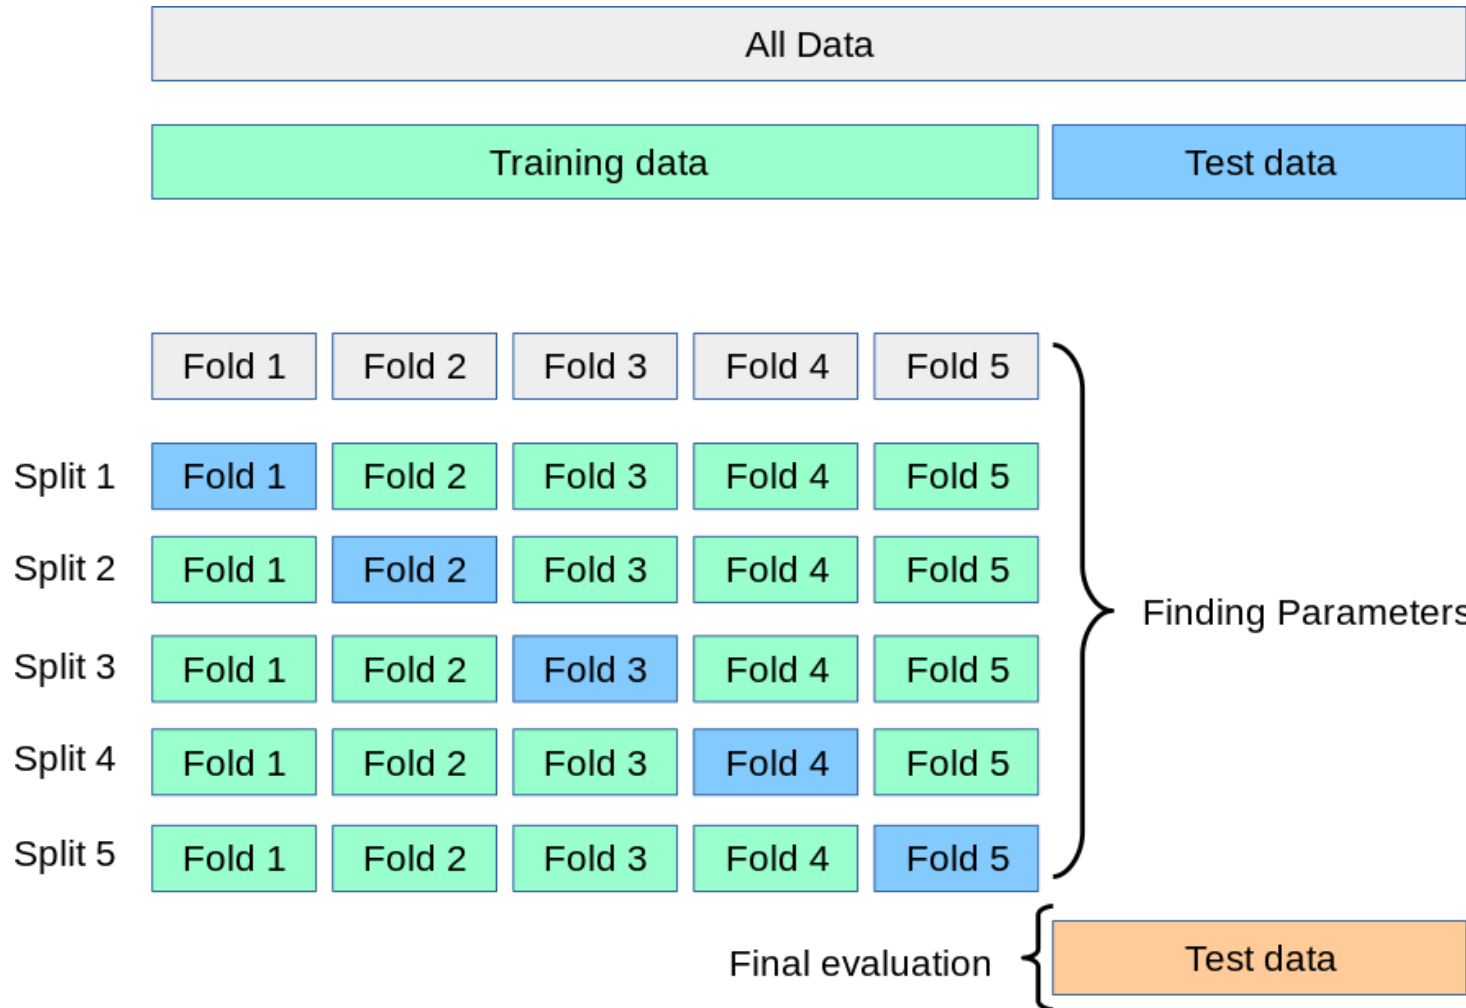 All Data
Training data Test data
Fold 1 Fold 2 Fold 3 Fold 4 Fold 5
Split 1 Fold 1 Fold 2 Fold 3 Fold 4 Fold 5
Split 2 Fold 1 Fold 2 Fold 3 Fold 4 Fold 5
Finding Parameters
Split 3 Fold 1 Fold 2 Fold 3 Fold 4 Fold 5
Split 4 Fold 1 Fold 2 Fold 3 Fold 4 Fold 5
Split 5 Fold 1 Fold 2 Fold 3 Fold 4 Fold 5
Final evaluation Test data